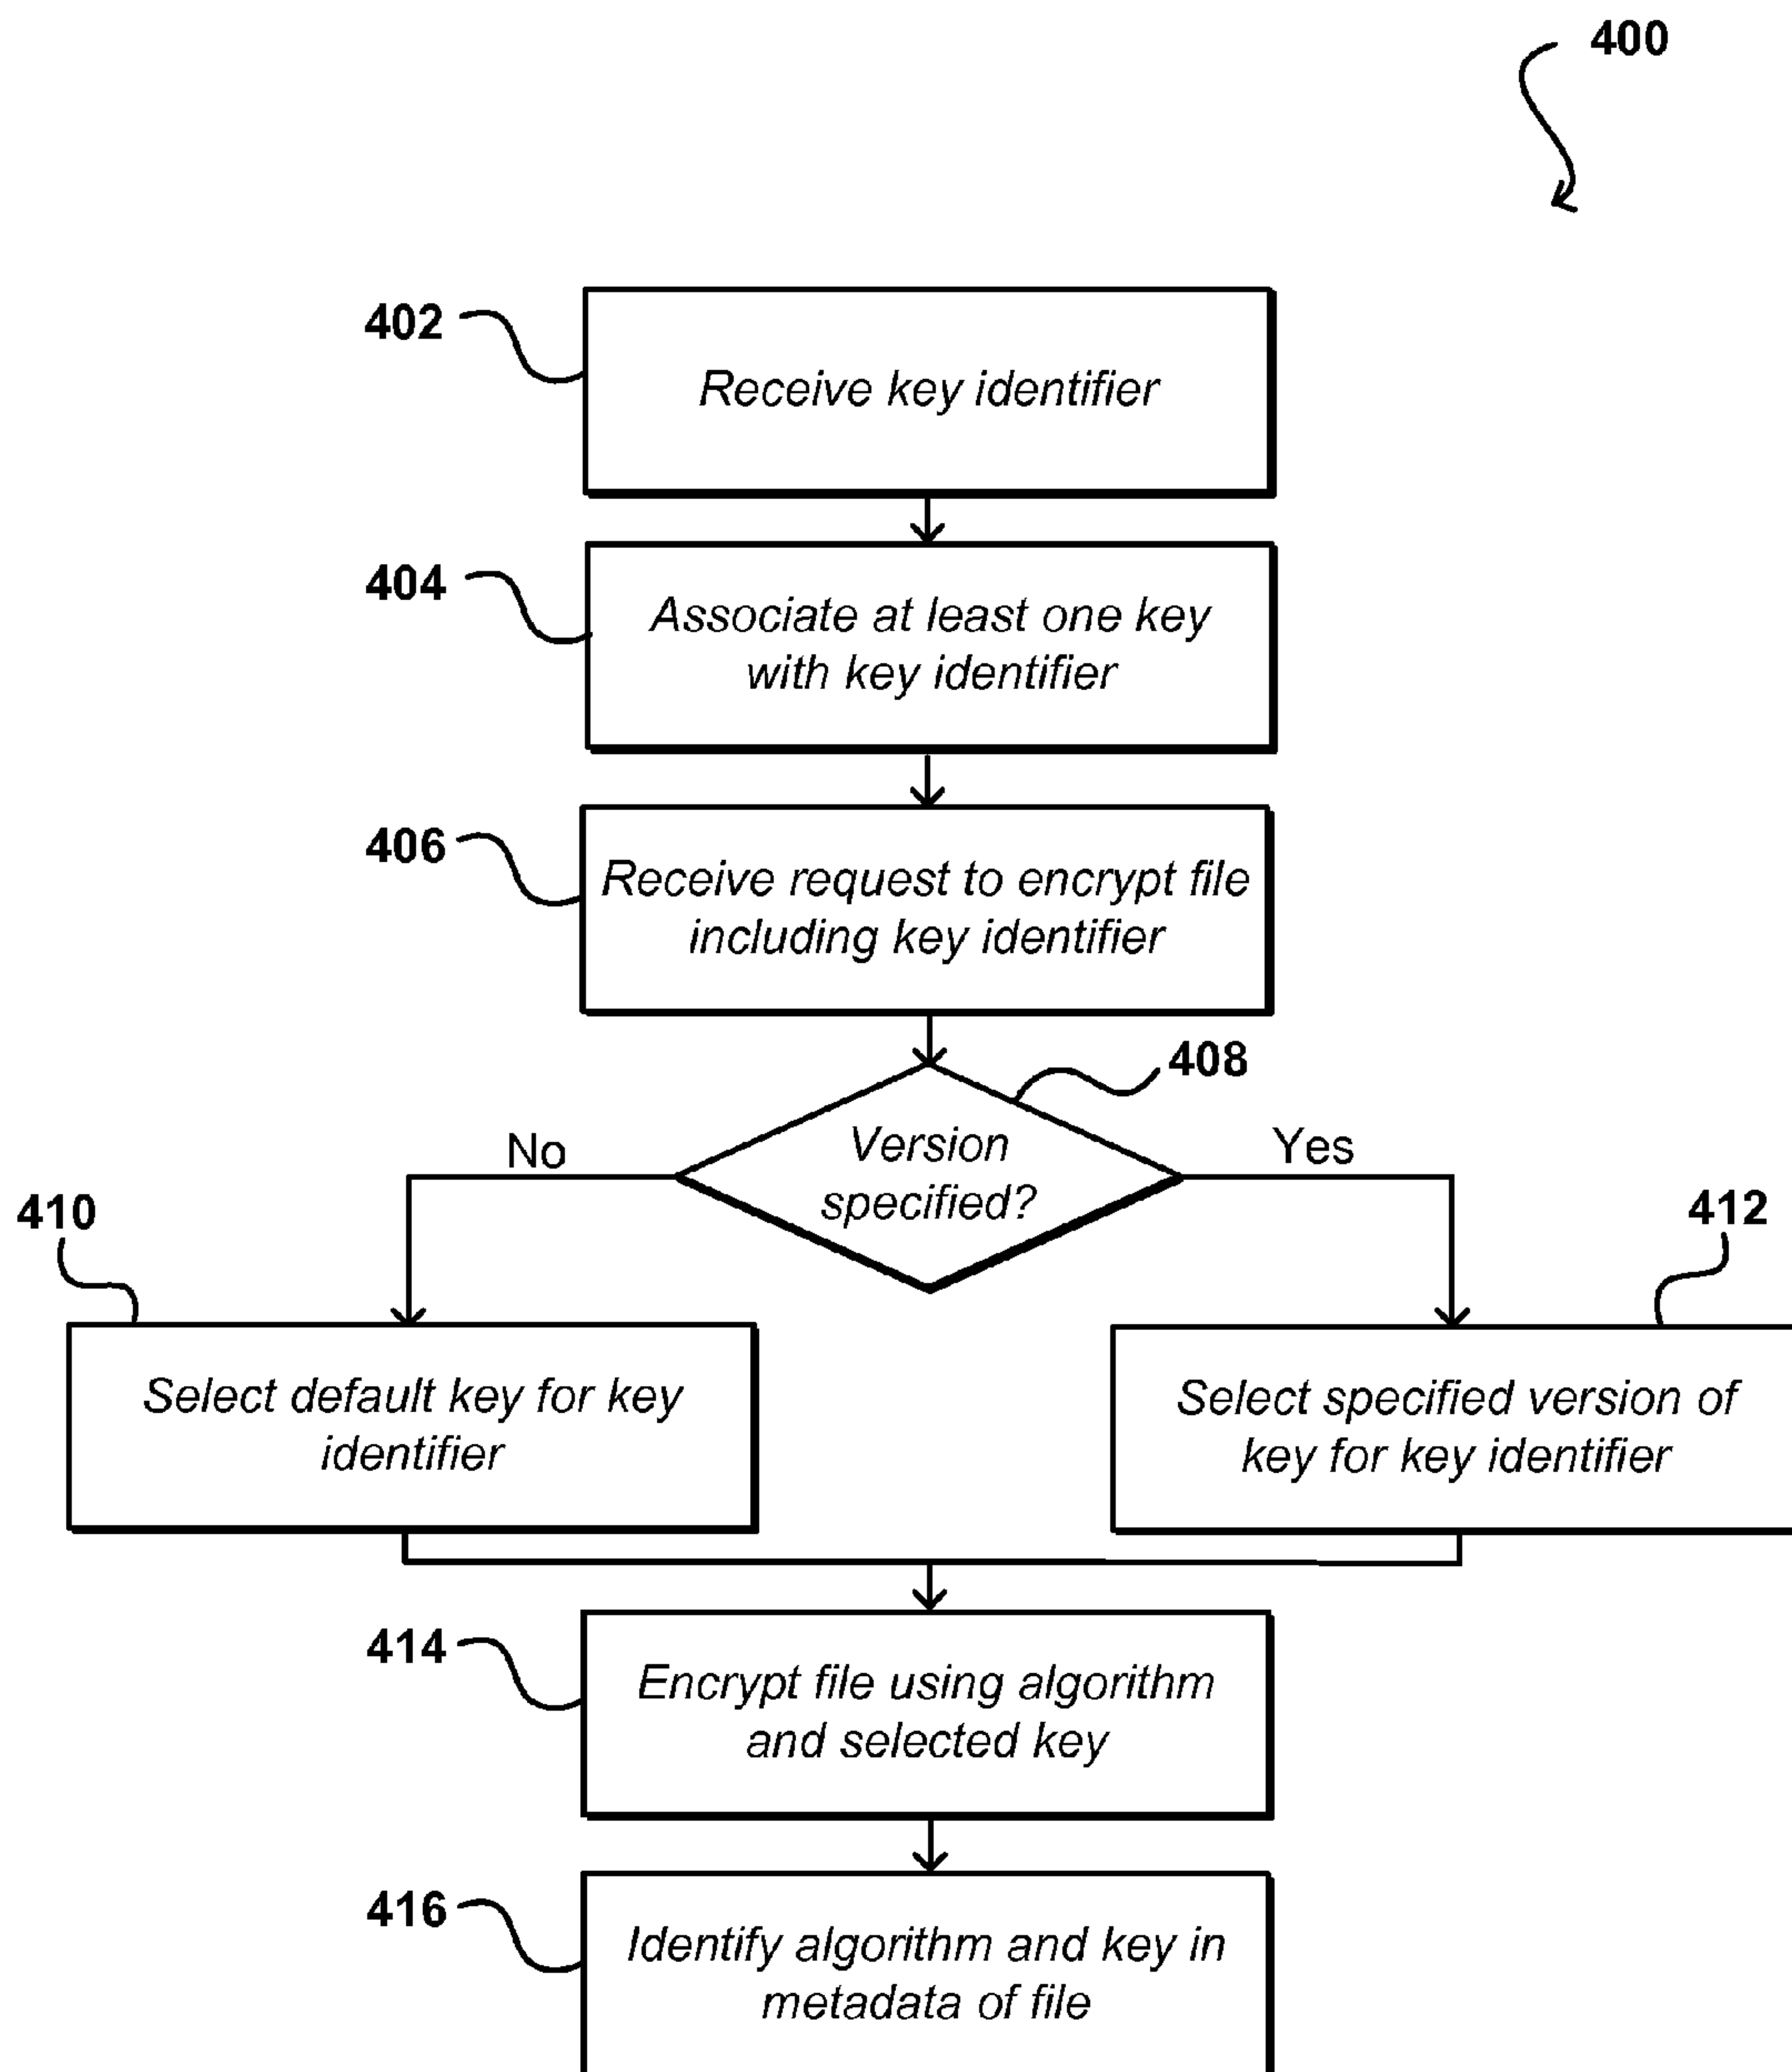 400
402
Receive key identifier
404
Associate at least one key
with key identifier
406
Receive request to encrypt file
including key identifier
408
Version
specified?
No
Yes
410
412
Select default key for key
identifier
Select specified version of
key for key identifier
414
Encrypt file using algorithm
and selected key
416
Identify algorithm and key in
metadata of file